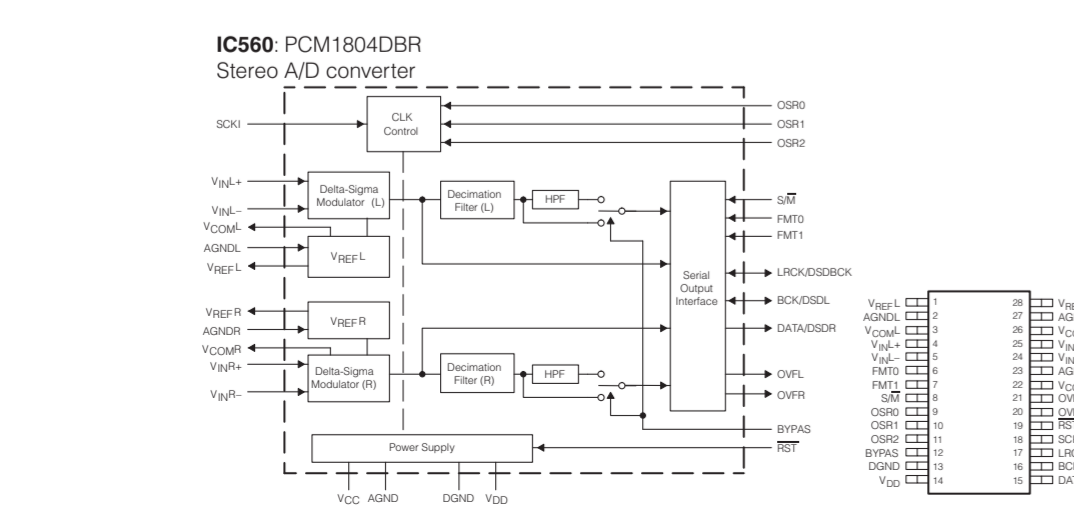 IC560: PCM1804DBR
Stereo A/D converter
SCKI
CLK
Control
OSR0
OSR1
OSR2
VINL+
VINL−
VCOML
AGNDL
VREFL
Delta-Sigma
Modulator (L)
VREFL
Decimation
Filter (L)
HPF
VREFR
AGNDR
VCOMR
VINR+
VINR−
VREFR
Delta-Sigma
Modulator (R)
Decimation
Filter (R)
HPF
Serial
Output
Interface
S/M̅
FMT0
FMT1
LRCK/DSDBCK
BCK/DSDL
DATA/DSDR
OVFL
OVFR
BYPAS
R̅S̅T̅
Power Supply
VCC AGND DGND VDD
VREFL 1 28
AGNDL 2 27
VCOML 3 26
VINL+ 4 25
VINL− 5 24
FMT0 6 23
FMT1 7 22
S/M̅ 8 21
OSR0 9 20
OSR1 10 19 R̅S̅T̅
OSR2 11 18
BYPAS 12 17
DGND 13 16
VDD 14 15